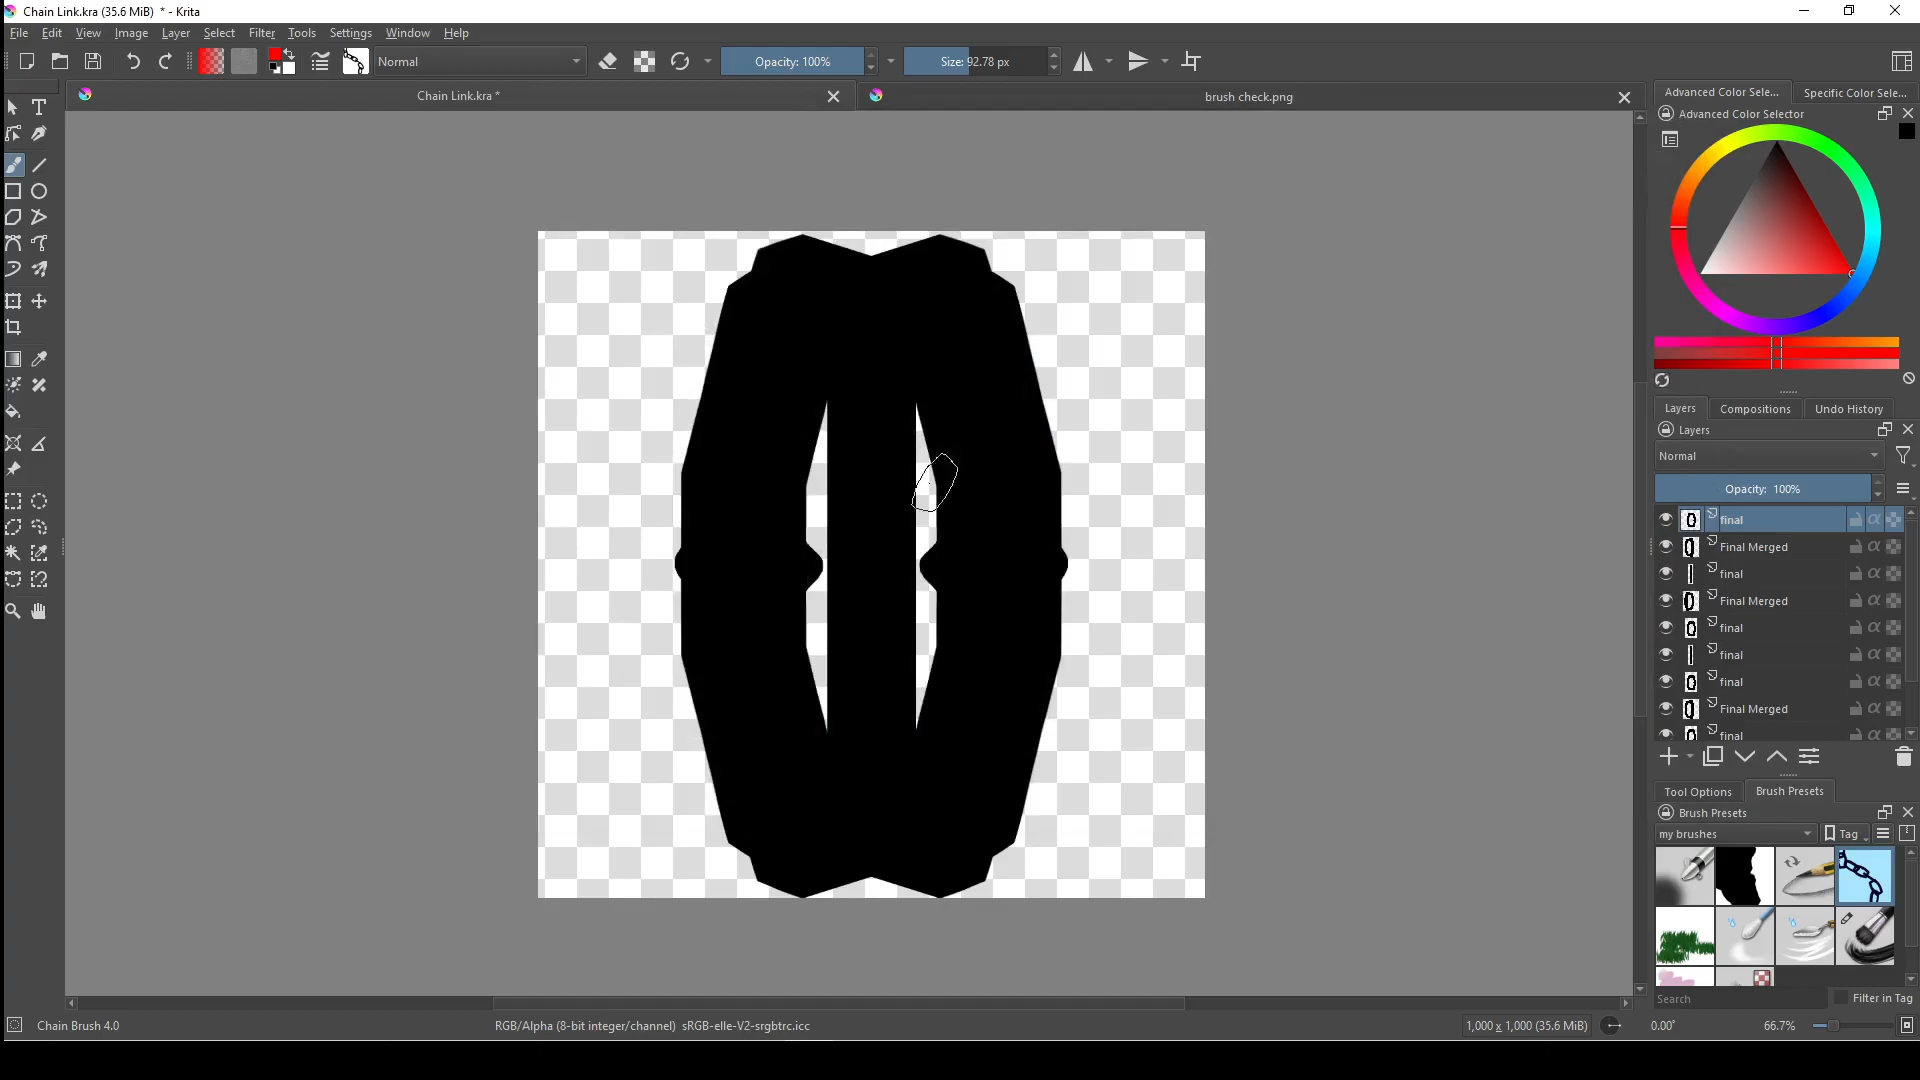 Chain Link.kra (35.6 MiB) * - Krita
File Edit View Image Layer Select Filter Tools Settings Window Help
Normal
Opacity: 100%
Size: 92.78 px
Chain Link.kra *
brush check.png
Advanced Color Sele...
Specific Color Sele...
Advanced Color Selector
Layers
Compositions
Undo History
Layers
Normal
Opacity: 100%
final
Final Merged
final
Final Merged
final
final
final
Final Merged
final
Tool Options
Brush Presets
Brush Presets
my brushes
Tag
Search
Filter in Tag
Chain Brush 4.0
RGB/Alpha (8-bit integer/channel) sRGB-elle-V2-srgbtrc.icc
1,000 x 1,000 (35.6 MiB)
0.00°
66.7%